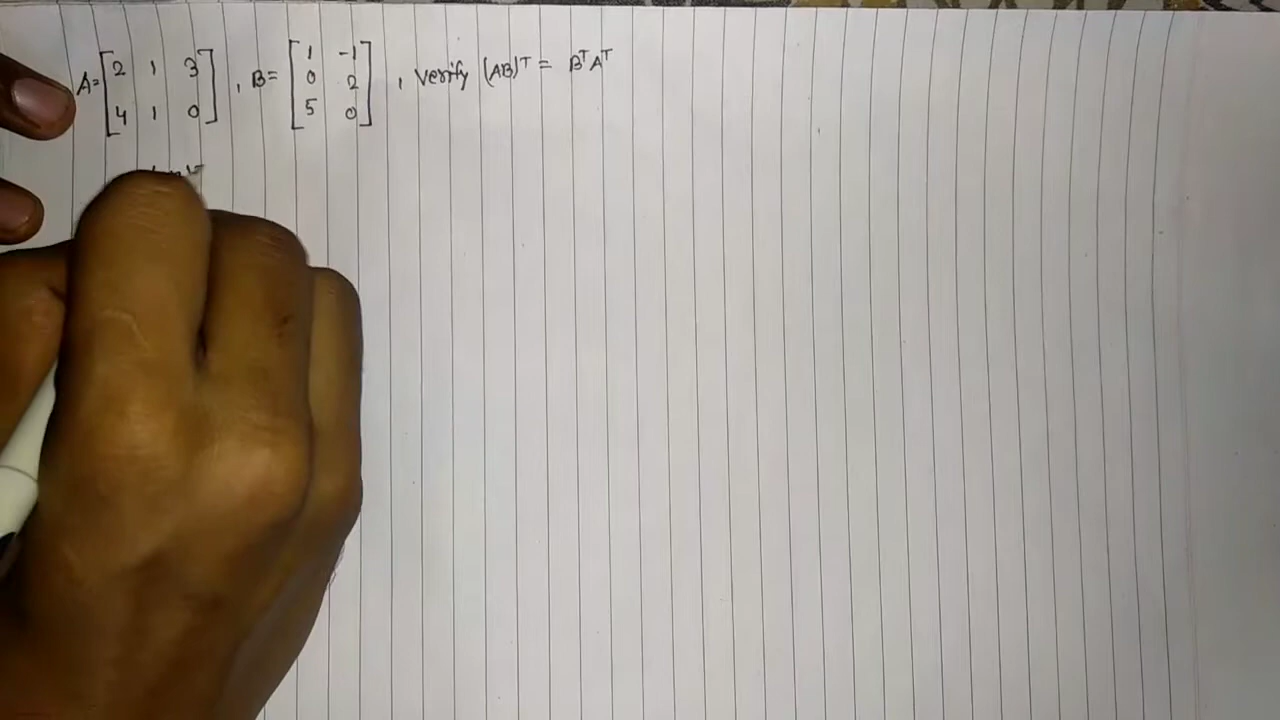 A = [2 1 3; 4 1 0], B = [1 -1; 0 2; 5 0], Verify (AB)ᵀ = BᵀAᵀ